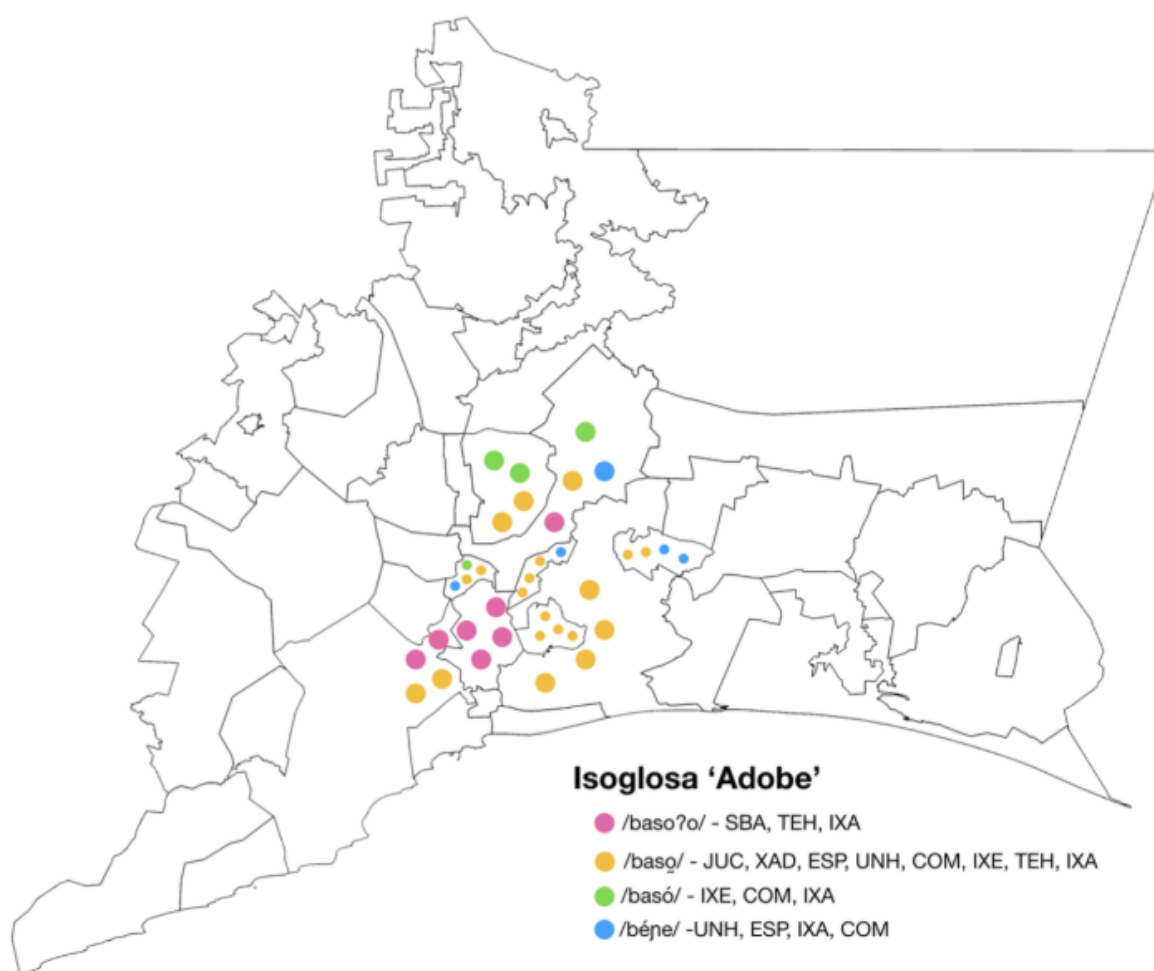 Isoglosa ‘Adobe’
/basoʔo/ - SBA, TEH, IXA
/baso̰/ - JUC, XAD, ESP, UNH, COM, IXE, TEH, IXA
/basó/ - IXE, COM, IXA
/béɲe/ -UNH, ESP, IXA, COM